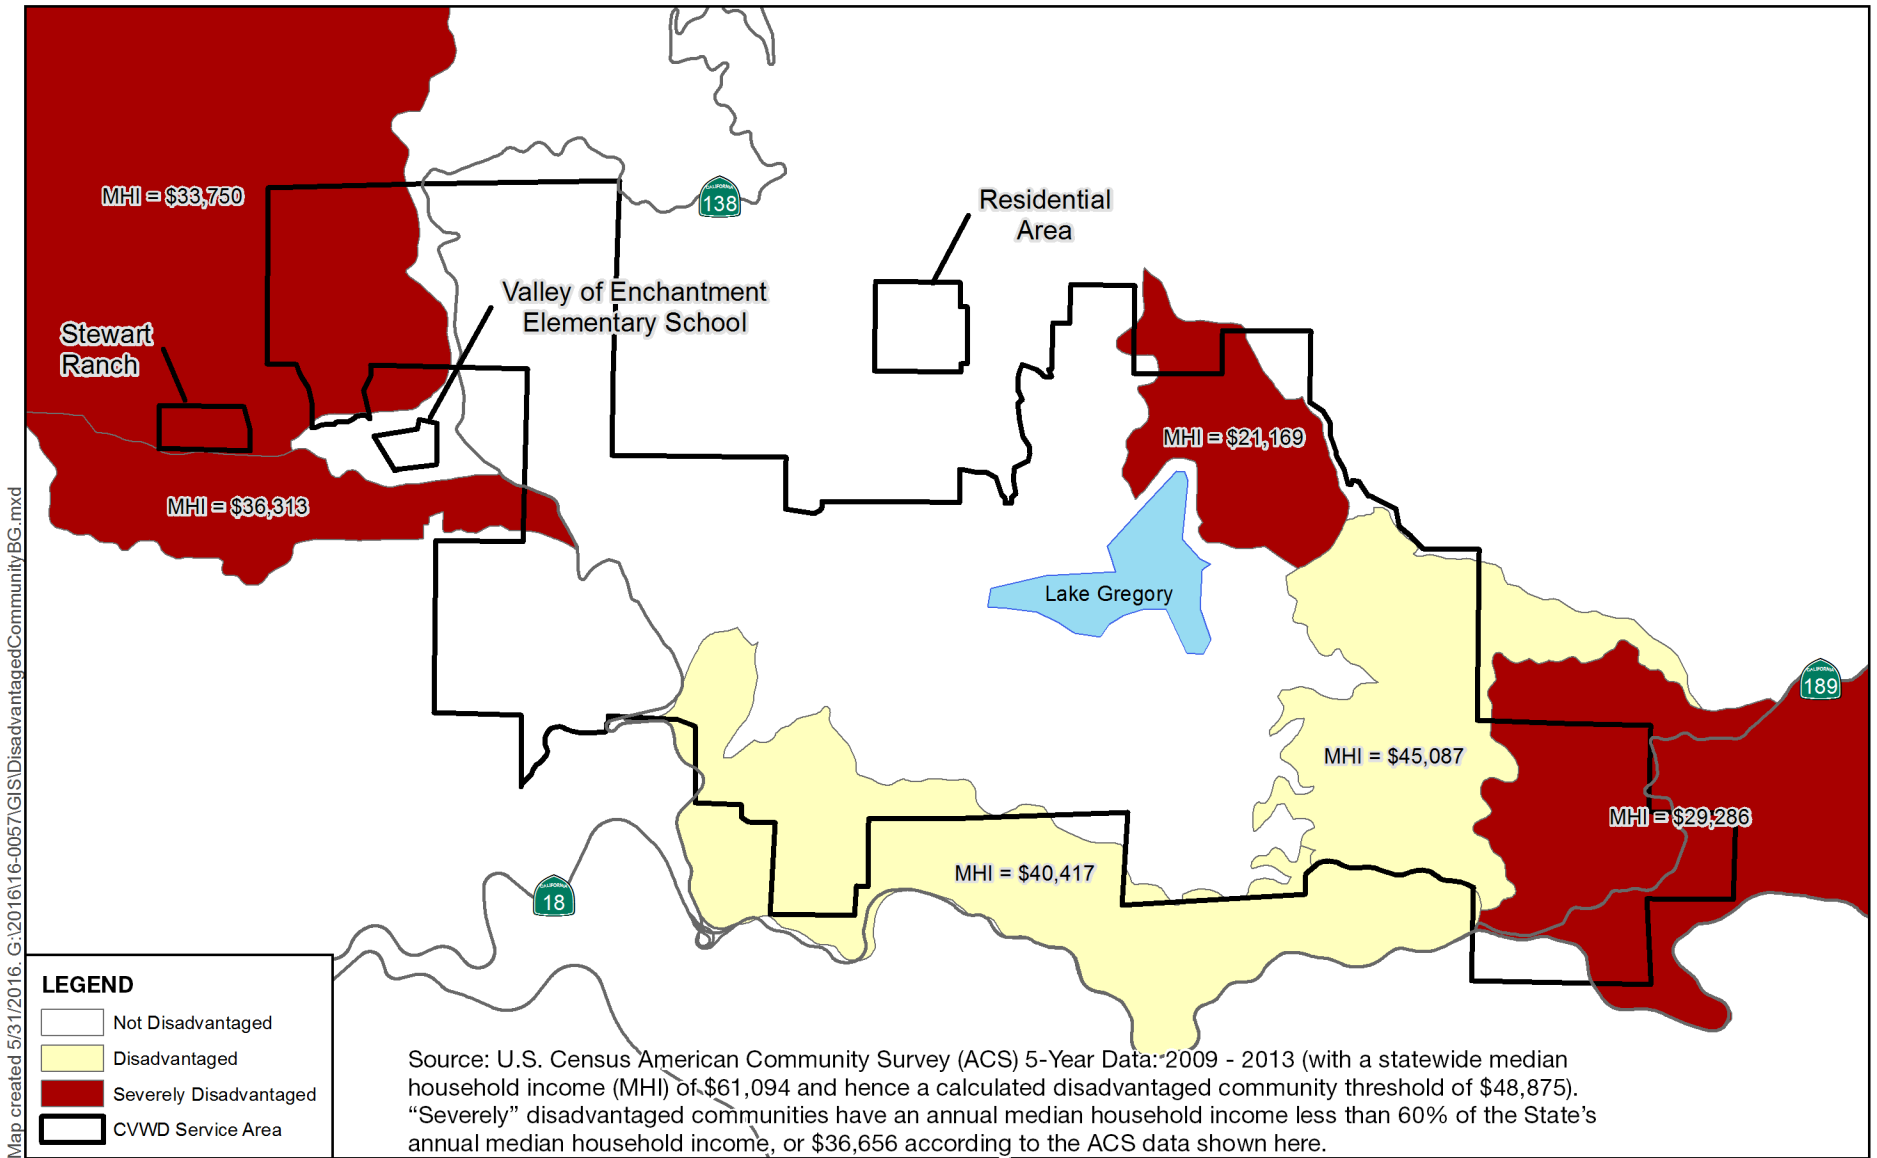 CALIFORNIA
138
MHI = $33,750
Residential
Area
Valley of Enchantment
Elementary School
Stewart
Ranch
MHI = $21,169
MHI = $36,313
Lake Gregory
CALIFORNIA
189
MHI = $45,087
MHI = $29,286
MHI = $40,417
CALIFORNIA
18
LEGEND
Not Disadvantaged
Disadvantaged
Severely Disadvantaged
CVWD Service Area
Source: U.S. Census American Community Survey (ACS) 5-Year Data: 2009 - 2013 (with a statewide median
household income (MHI) of $61,094 and hence a calculated disadvantaged community threshold of $48,875).
“Severely” disadvantaged communities have an annual median household income less than 60% of the State’s
annual median household income, or $36,656 according to the ACS data shown here.
Map created 5/31/2016. G:\2016\16-0057\GIS\DisadvantagedCommunityBG.mxd